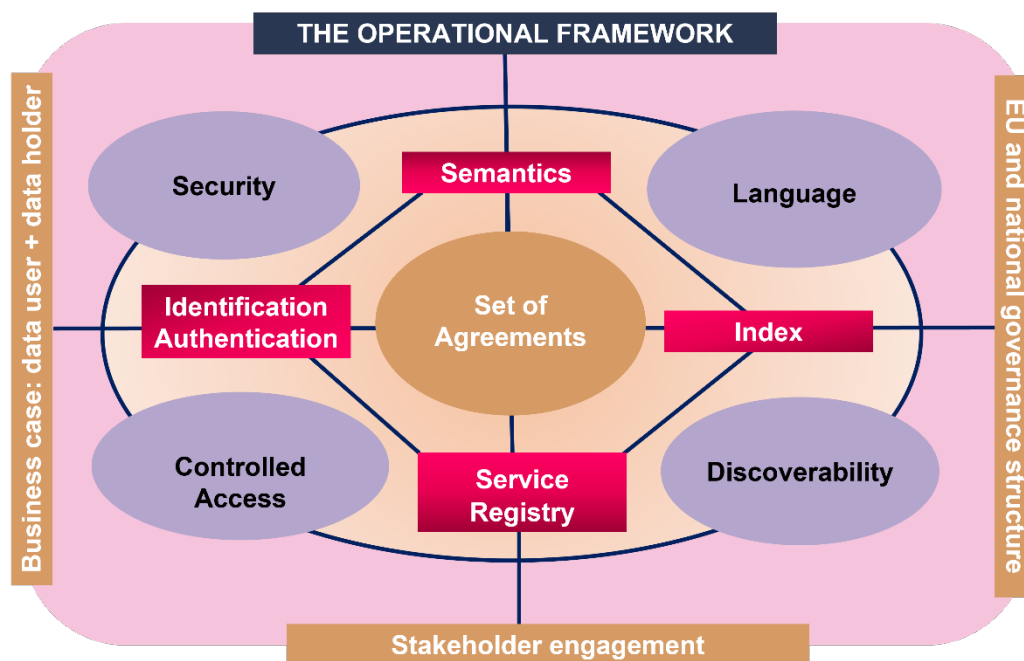 THE OPERATIONAL FRAMEWORK
Business case: data user + data holder
EU and national governance structure
Security
Semantics
Language
Identification
Authentication
Set of
Agreements
Index
Controlled
Access
Service
Registry
Discoverability
Stakeholder engagement